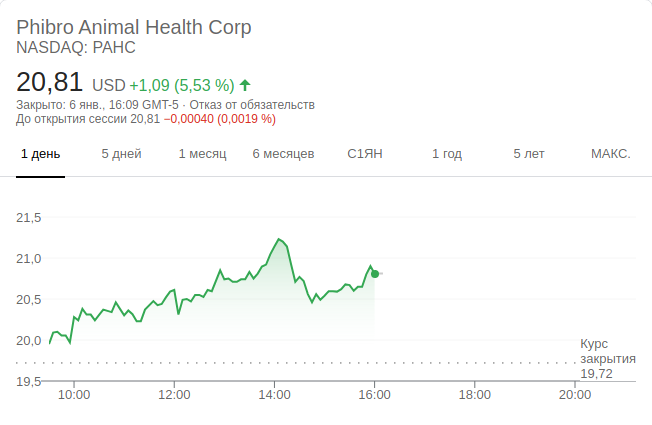 Phibro Animal Health Corp
NASDAQ: PAHC
20,81 USD +1,09 (5,53 %)
Закрыто: 6 янв., 16:09 GMT-5 · Отказ от обязательств
До открытия сессии 20,81 −0,00040 (0,0019 %)
1 день 5 дней 1 месяц 6 месяцев С1ЯН 1 год 5 лет МАКС.
21,5
21,0
20,5
20,0
Курс
закрытия
19,72
19,5
10:00 12:00 14:00 16:00 18:00 20:00